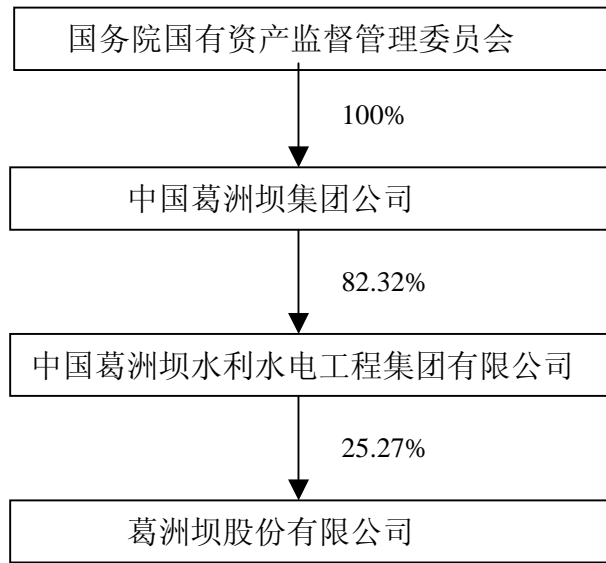 国务院国有资产监督管理委员会
100%
中国葛洲坝集团公司
82.32%
中国葛洲坝水利水电工程集团有限公司
25.27%
葛洲坝股份有限公司